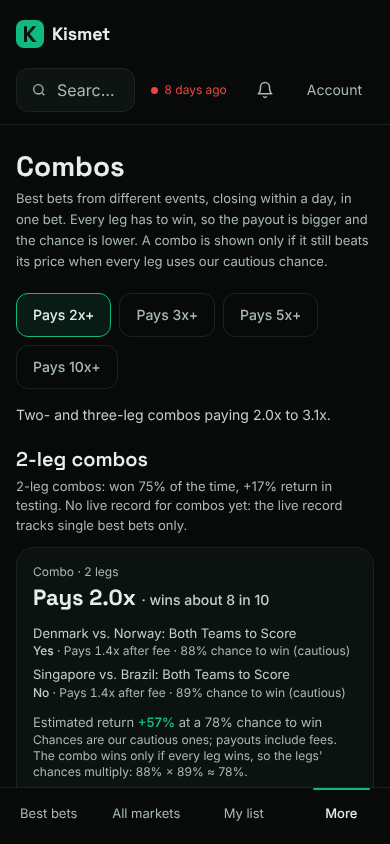 K Kismet
Searc... 8 days ago Account
Combos
Best bets from different events, closing within a day, in
one bet. Every leg has to win, so the payout is bigger and
the chance is lower. A combo is shown only if it still beats
its price when every leg uses our cautious chance.
Pays 2x+ Pays 3x+ Pays 5x+
Pays 10x+
Two- and three-leg combos paying 2.0x to 3.1x.
2-leg combos
2-leg combos: won 75% of the time, +17% return in
testing. No live record for combos yet: the live record
tracks single best bets only.
Combo · 2 legs
Pays 2.0x · wins about 8 in 10
Denmark vs. Norway: Both Teams to Score
Yes · Pays 1.4x after fee · 88% chance to win (cautious)
Singapore vs. Brazil: Both Teams to Score
No · Pays 1.4x after fee · 89% chance to win (cautious)
Estimated return +57% at a 78% chance to win
Chances are our cautious ones; payouts include fees.
The combo wins only if every leg wins, so the legs'
chances multiply: 88% × 89% ≈ 78%.
Best bets All markets My list More